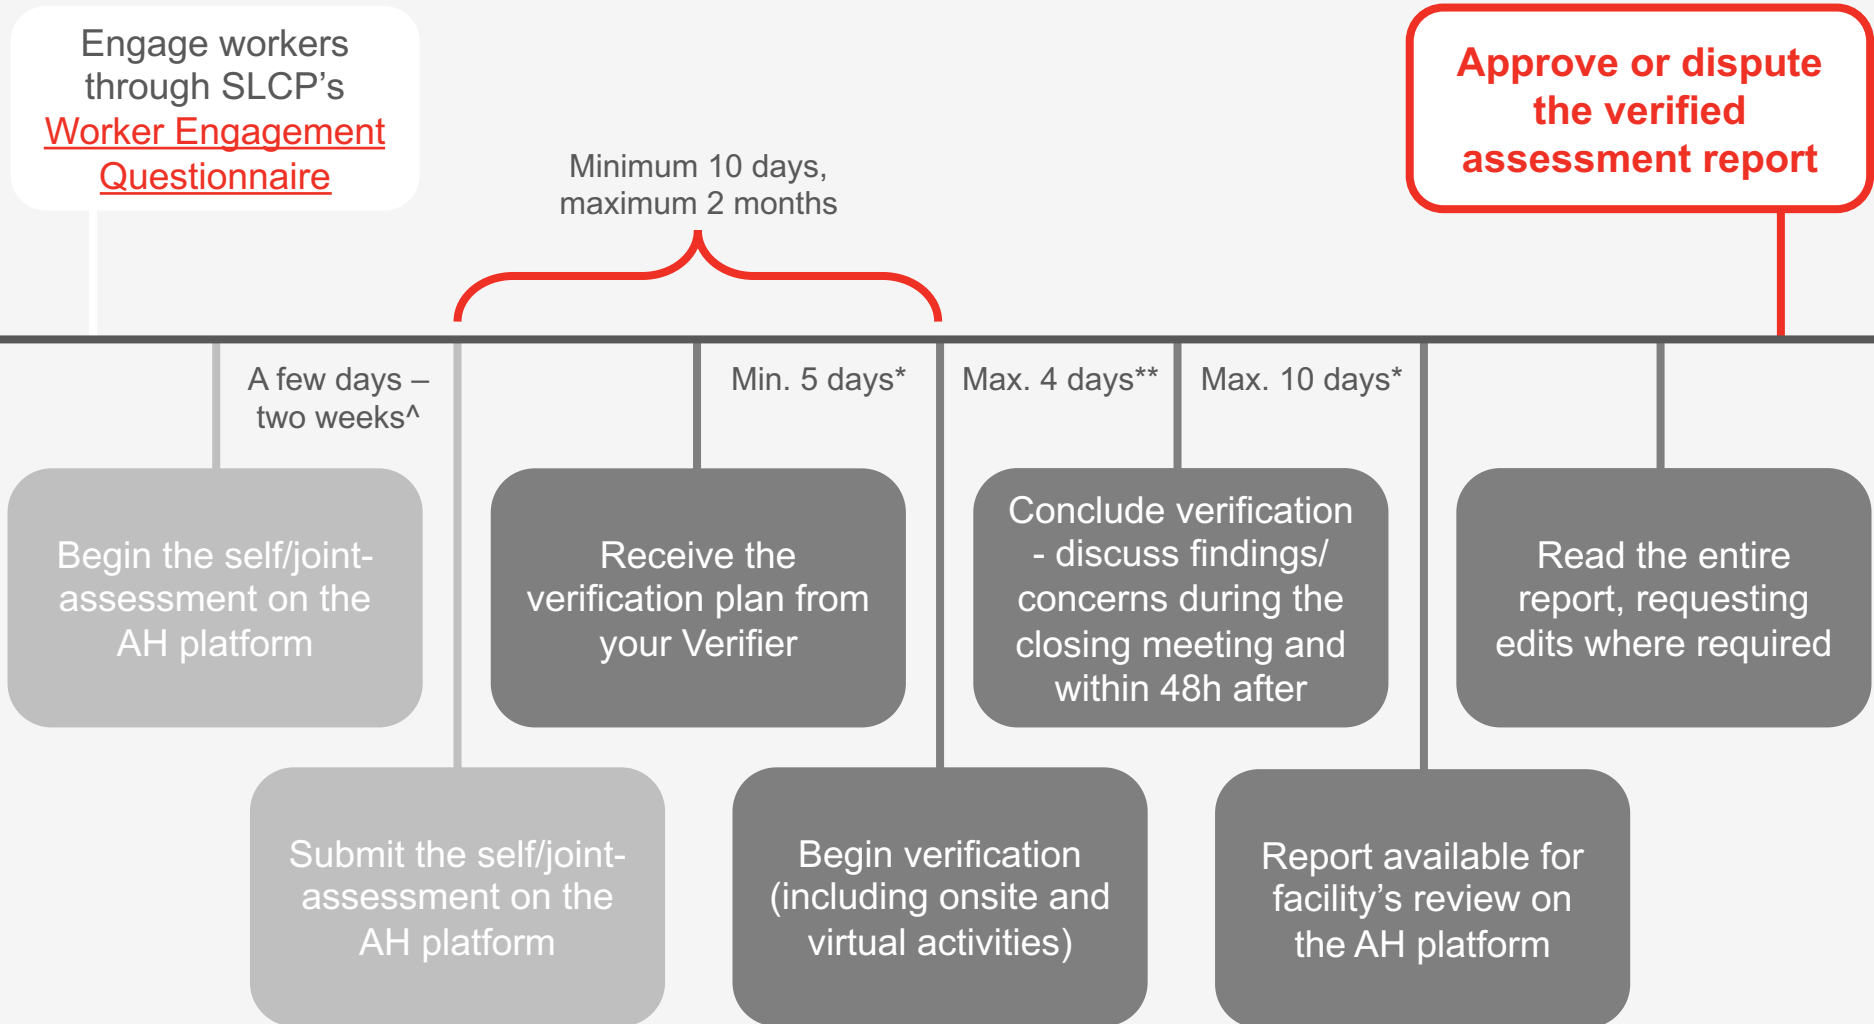 Engage workers
through SLCP’s
Worker Engagement
Questionnaire
Minimum 10 days,
maximum 2 months
Approve or dispute
the verified
assessment report
A few days –
two weeks^
Min. 5 days*
Max. 4 days**
Max. 10 days*
Begin the self/joint-
assessment on the
AH platform
Receive the
verification plan from
your Verifier
Conclude verification
- discuss findings/
concerns during the
closing meeting and
within 48h after
Read the entire
report, requesting
edits where required
Submit the self/joint-
assessment on the
AH platform
Begin verification
(including onsite and
virtual activities)
Report available for
facility’s review on
the AH platform